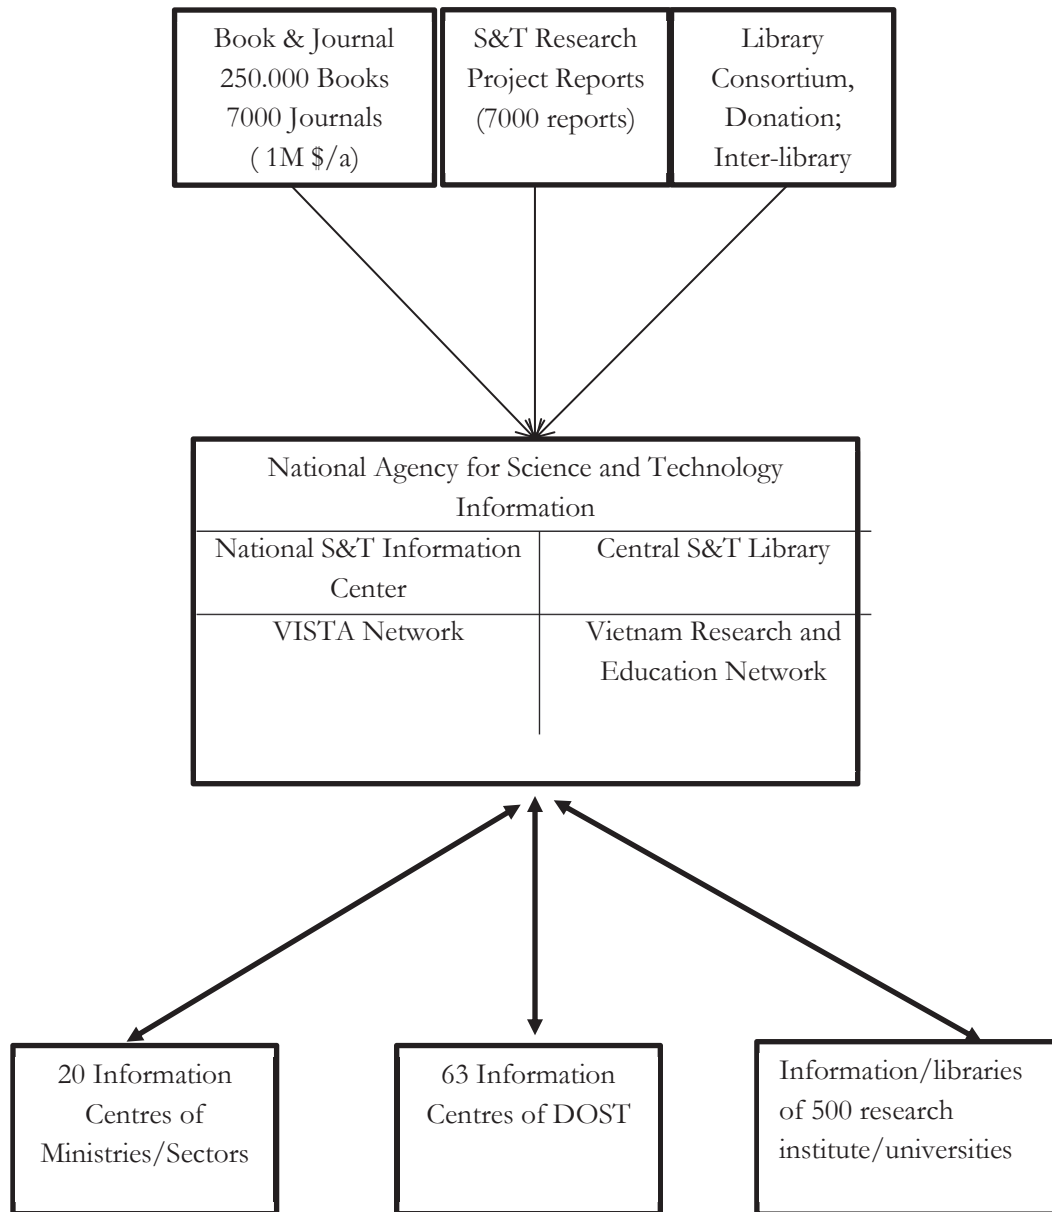 Book & Journal
250.000 Books
7000 Journals
( 1M $/a)
S&T Research
Project Reports
(7000 reports)
Library
Consortium,
Donation;
Inter-library
National Agency for Science and Technology
Information
National S&T Information
Center
Central S&T Library
VISTA Network
Vietnam Research and
Education Network
20 Information
Centres of
Ministries/Sectors
63 Information
Centres of DOST
Information/libraries
of 500 research
institute/universities